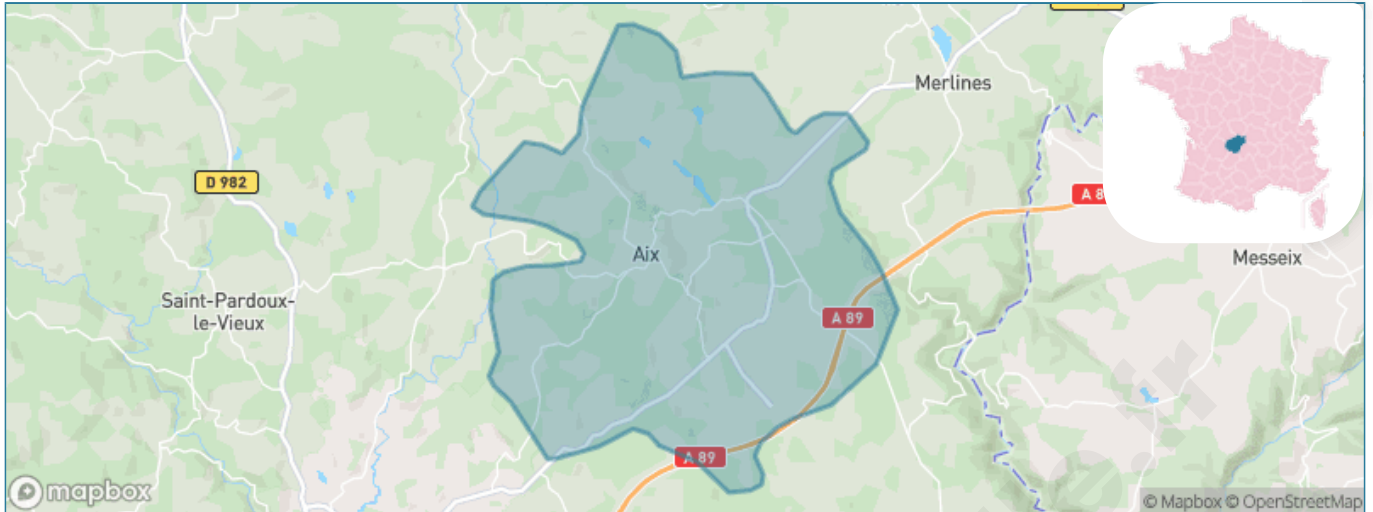 Merlines
D 982
A 8
Aix
Messeix
Saint-Pardoux-
le-Vieux
A 89
A 89
mapbox
© Mapbox © OpenStreetMap